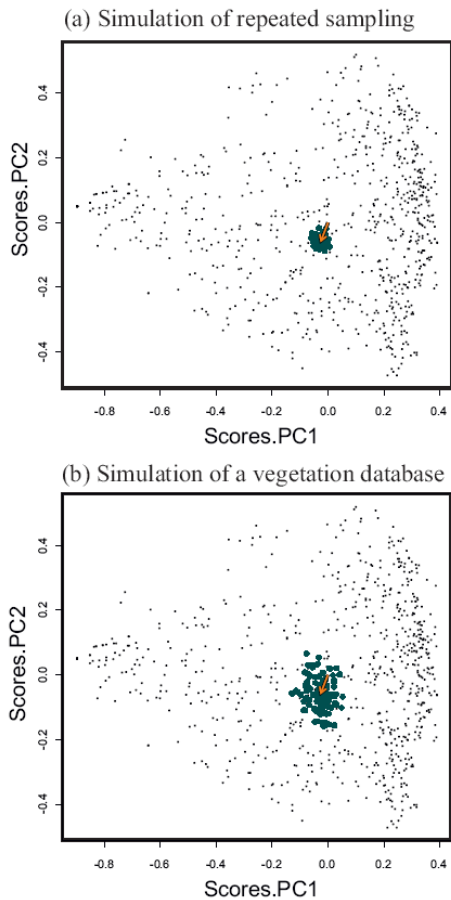 (a) Simulation of repeated sampling
Scores.PC2
0.4
0.2
0.0
-0.2
-0.4
-0.8 -0.6 -0.4 -0.2 0.0 0.2 0.4
Scores.PC1
(b) Simulation of a vegetation database
Scores.PC2
0.4
0.2
0.0
-0.2
-0.4
-0.8 -0.6 -0.4 -0.2 0.0 0.2 0.4
Scores.PC1